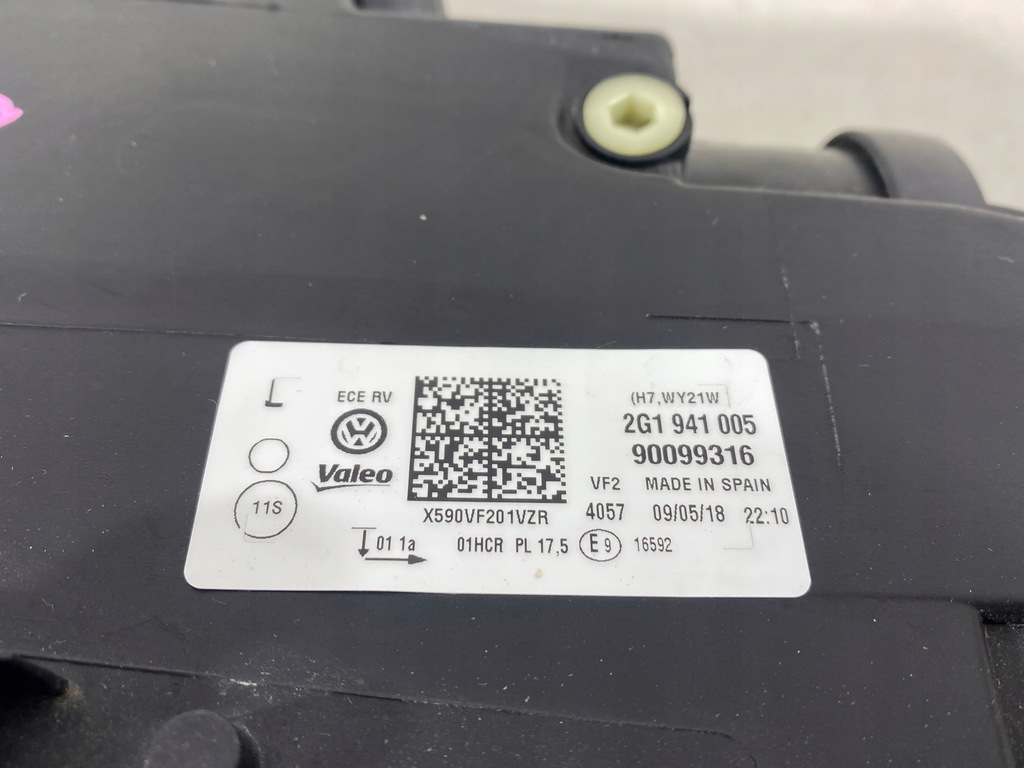 L
ECE RV
VW
Valeo
11S
X590VF201VZR
(H7,WY21W
2G1 941 005
90099316
VF2 MADE IN SPAIN
4057 09/05/18 22:10
01 1a 01HCR PL 17,5 E9 16592